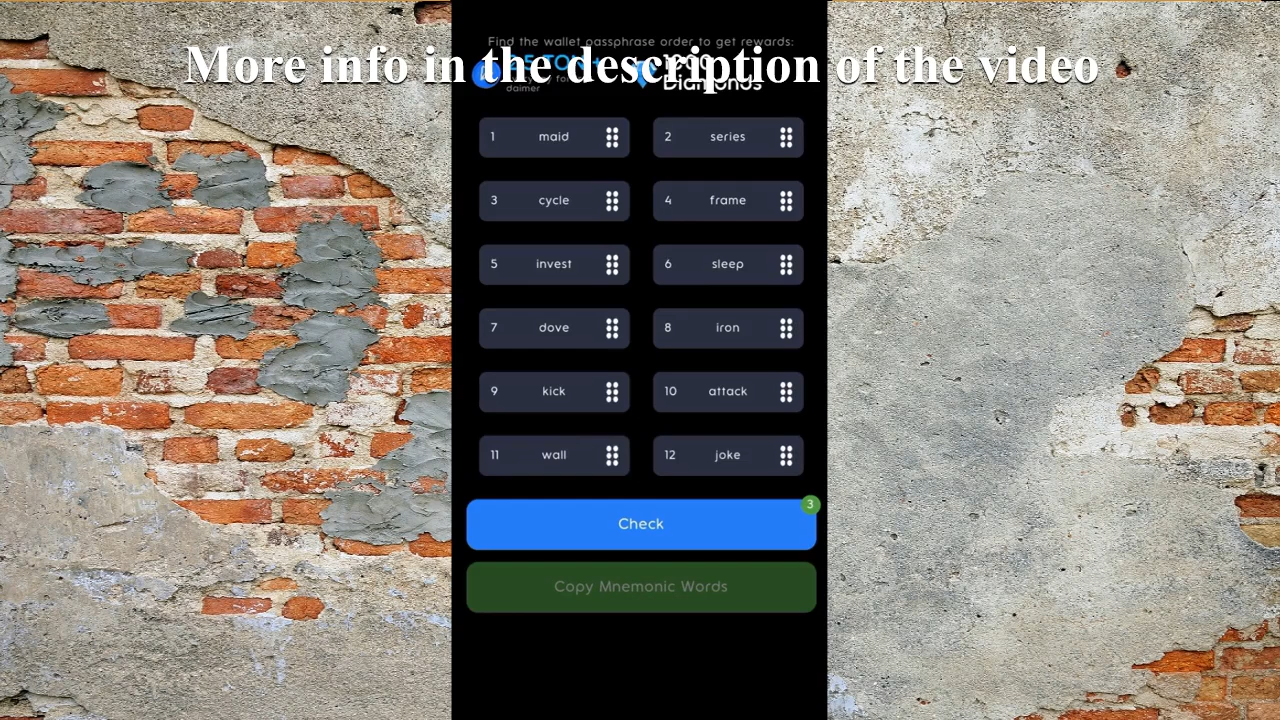 Find the wallet passphrase order to get rewards:
More info in the description of the video
daimer
Diamonds
1 maid
2 series
3 cycle
4 frame
5 invest
6 sleep
7 dove
8 iron
9 kick
10 attack
11 wall
12 joke
3
Check
Copy Mnemonic Words